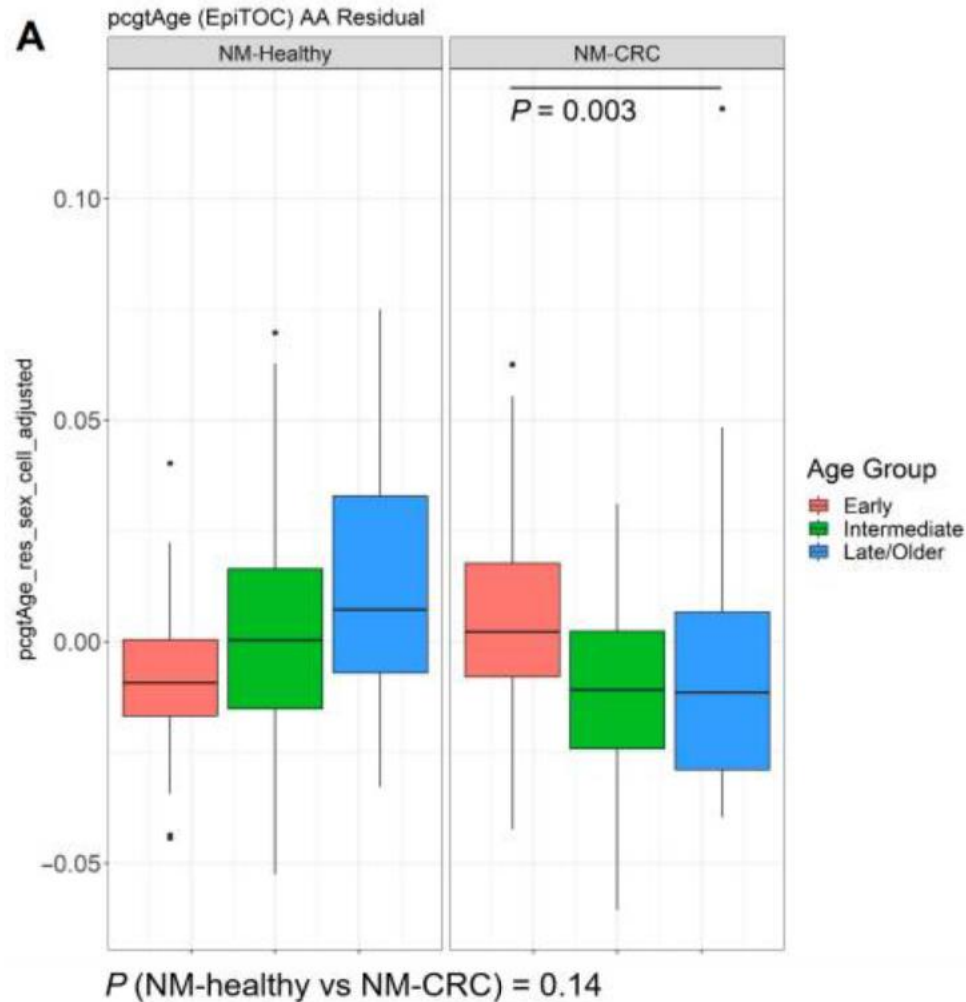 A
pcgtAge (EpiTOC) AA Residual
NM-Healthy
NM-CRC
P = 0.003
0.10
0.05
0.00
−0.05
pcgtAge_res_sex_cell_adjusted
Age Group
Early
Intermediate
Late/Older
P (NM-healthy vs NM-CRC) = 0.14